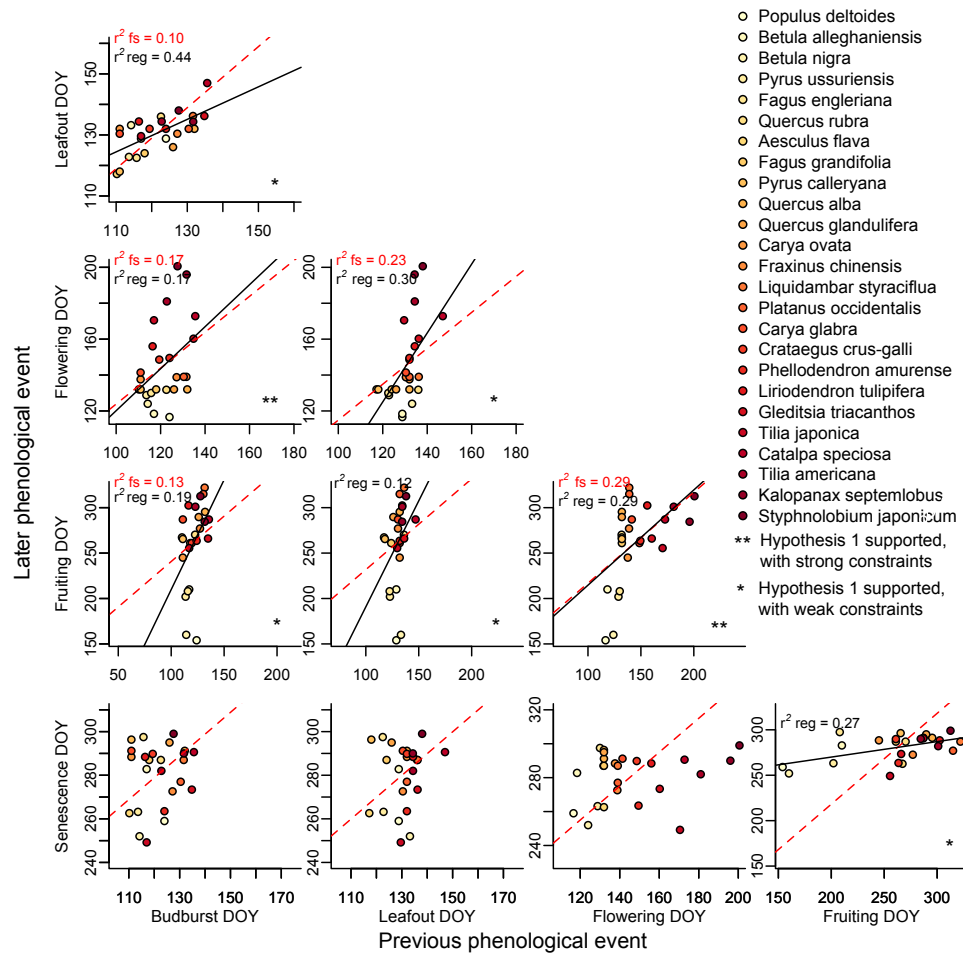 r² fs = 0.10
r² reg = 0.44
Leafout DOY
110
130
150
*
110
130
150
r² fs = 0.17
r² reg = 0.17
Flowering DOY
120
140
160
180
200
**
100
120
140
160
180
r² fs = 0.23
r² reg = 0.30
*
100
120
140
160
180
r² fs = 0.13
r² reg = 0.19
Fruiting DOY
150
200
250
300
*
50
100
150
200
r² reg = 0.12
*
100
150
200
r² fs = 0.29
r² reg = 0.29
150
200
250
300
**
100
150
200
Senescence DOY
240
260
280
300
110
130
150
170
Budburst DOY
240
260
280
300
110
130
150
170
Leafout DOY
240
260
280
300
120
140
160
180
200
Flowering DOY
r² reg = 0.27
150
200
250
300
*
150
200
250
300
Fruiting DOY
Later phenological event
Previous phenological event
Populus deltoides
Betula alleghaniensis
Betula nigra
Pyrus ussuriensis
Fagus engleriana
Quercus rubra
Aesculus flava
Fagus grandifolia
Pyrus calleryana
Quercus alba
Quercus glandulifera
Carya ovata
Fraxinus chinensis
Liquidambar styraciflua
Platanus occidentalis
Carya glabra
Crataegus crus-galli
Phellodendron amurense
Liriodendron tulipifera
Gleditsia triacanthos
Tilia japonica
Catalpa speciosa
Tilia americana
Kalopanax septemlobus
Styphnolobium japonicum
** Hypothesis 1 supported,
with strong constraints
* Hypothesis 1 supported,
with weak constraints